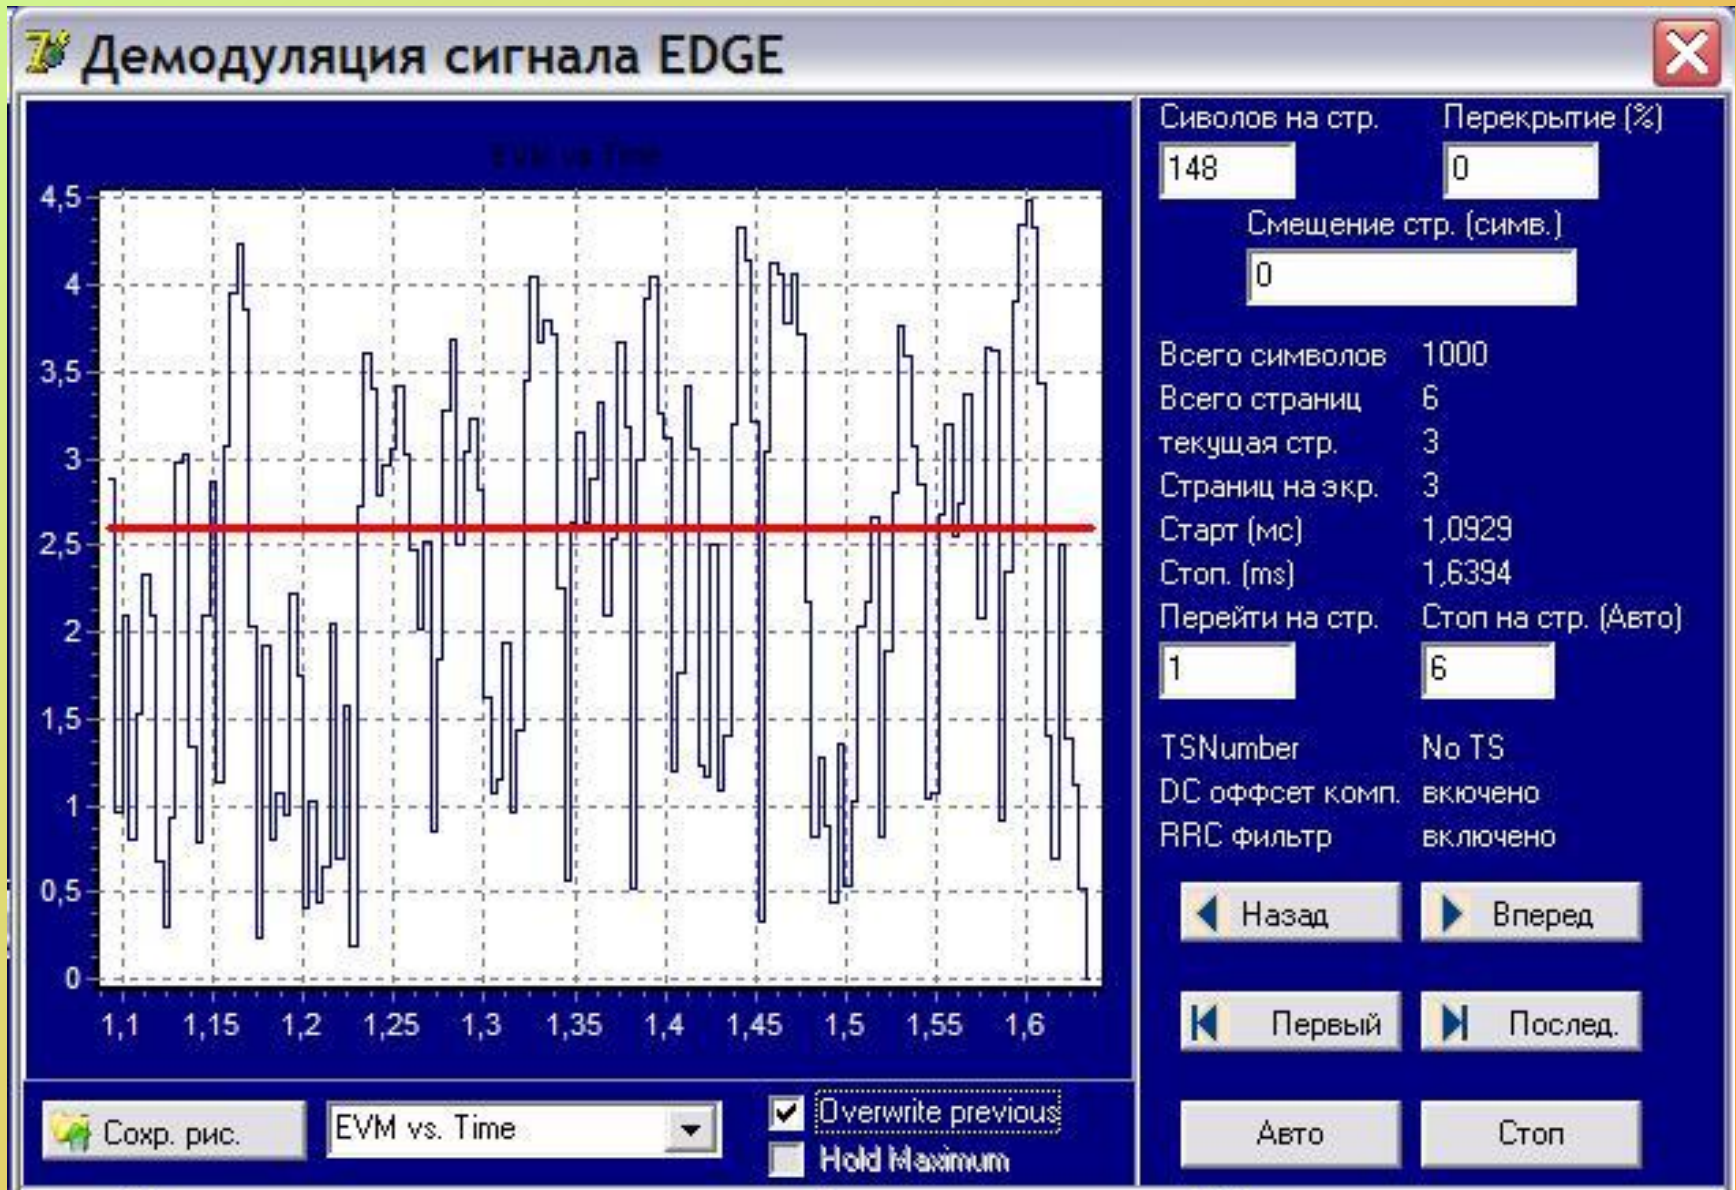 Демодуляция сигнала EDGE
EVM vs Time
4,5
4
3,5
3
2,5
2
1,5
1
0,5
0
1,1 1,15 1,2 1,25 1,3 1,35 1,4 1,45 1,5 1,55 1,6
Сохр. рис.
EVM vs. Time
Overwrite previous
Hold Maximum
Сиволов на стр. Перекрытие (%)
148 0
Смещение стр. (симв.)
0
Всего символов 1000
Всего страниц 6
текущая стр. 3
Страниц на экр. 3
Старт (мс) 1,0929
Стоп. (ms) 1,6394
Перейти на стр. Стоп на стр. (Авто)
1 6
TSNumber No TS
DC оффсет комп. вкючено
RRC фильтр включено
Назад Вперед
Первый Послед.
Авто Стоп